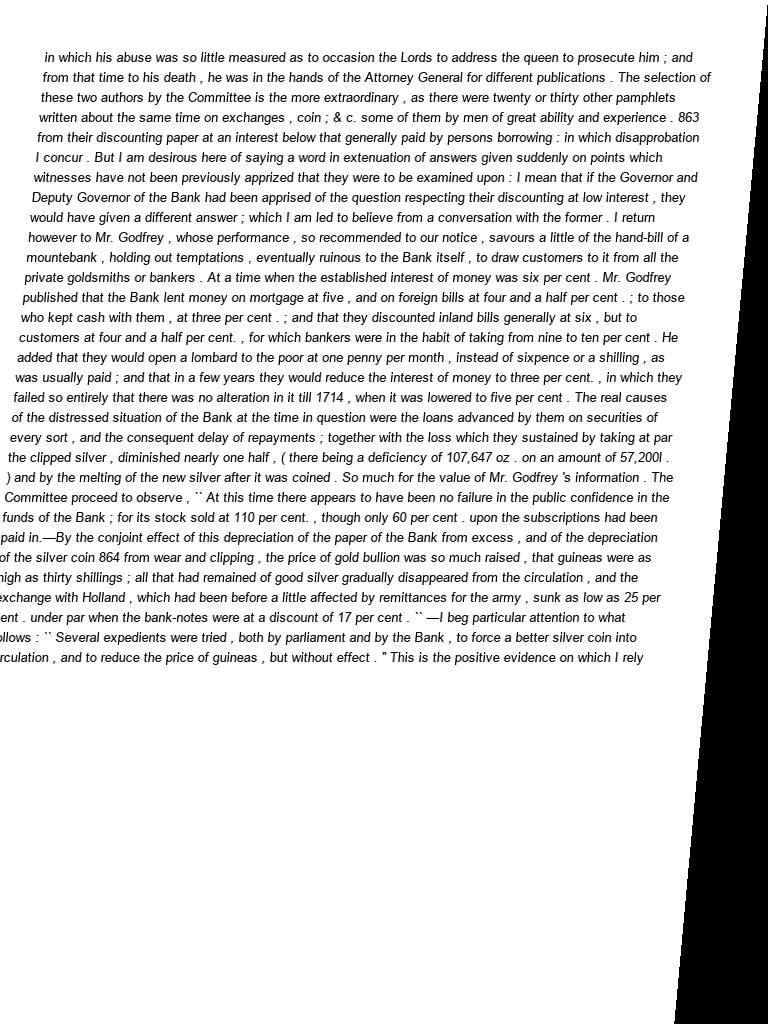 in which his abuse was so little measured as to occasion the Lords to address the queen to prosecute him ; and
from that time to his death , he was in the hands of the Attorney General for different publications . The selection of
these two authors by the Committee is the more extraordinary , as there were twenty or thirty other pamphlets
written about the same time on exchanges , coin ; & c. some of them by men of great ability and experience . 863
from their discounting paper at an interest below that generally paid by persons borrowing : in which disapprobation
I concur . But I am desirous here of saying a word in extenuation of answers given suddenly on points which
witnesses have not been previously apprized that they were to be examined upon : I mean that if the Governor and
Deputy Governor of the Bank had been apprised of the question respecting their discounting at low interest , they
would have given a different answer ; which I am led to believe from a conversation with the former . I return
however to Mr. Godfrey , whose performance , so recommended to our notice , savours a little of the hand-bill of a
mountebank , holding out temptations , eventually ruinous to the Bank itself , to draw customers to it from all the
private goldsmiths or bankers . At a time when the established interest of money was six per cent . Mr. Godfrey
published that the Bank lent money on mortgage at five , and on foreign bills at four and a half per cent . ; to those
who kept cash with them , at three per cent . ; and that they discounted inland bills generally at six , but to
customers at four and a half per cent. , for which bankers were in the habit of taking from nine to ten per cent . He
added that they would open a lombard to the poor at one penny per month , instead of sixpence or a shilling , as
was usually paid ; and that in a few years they would reduce the interest of money to three per cent. , in which they
failed so entirely that there was no alteration in it till 1714 , when it was lowered to five per cent . The real causes
of the distressed situation of the Bank at the time in question were the loans advanced by them on securities of
every sort , and the consequent delay of repayments ; together with the loss which they sustained by taking at par
the clipped silver , diminished nearly one half , ( there being a deficiency of 107,647 oz . on an amount of 57,200l .
) and by the melting of the new silver after it was coined . So much for the value of Mr. Godfrey 's information . The
Committee proceed to observe , `` At this time there appears to have been no failure in the public confidence in the
funds of the Bank ; for its stock sold at 110 per cent. , though only 60 per cent . upon the subscriptions had been
paid in.—By the conjoint effect of this depreciation of the paper of the Bank from excess , and of the depreciation
of the silver coin 864 from wear and clipping , the price of gold bullion was so much raised , that guineas were as
high as thirty shillings ; all that had remained of good silver gradually disappeared from the circulation , and the
exchange with Holland , which had been before a little affected by remittances for the army , sunk as low as 25 per
ent . under par when the bank-notes were at a discount of 17 per cent . `` —I beg particular attention to what
ollows : `` Several expedients were tried , both by parliament and by the Bank , to force a better silver coin into
rculation , and to reduce the price of guineas , but without effect . " This is the positive evidence on which I rely